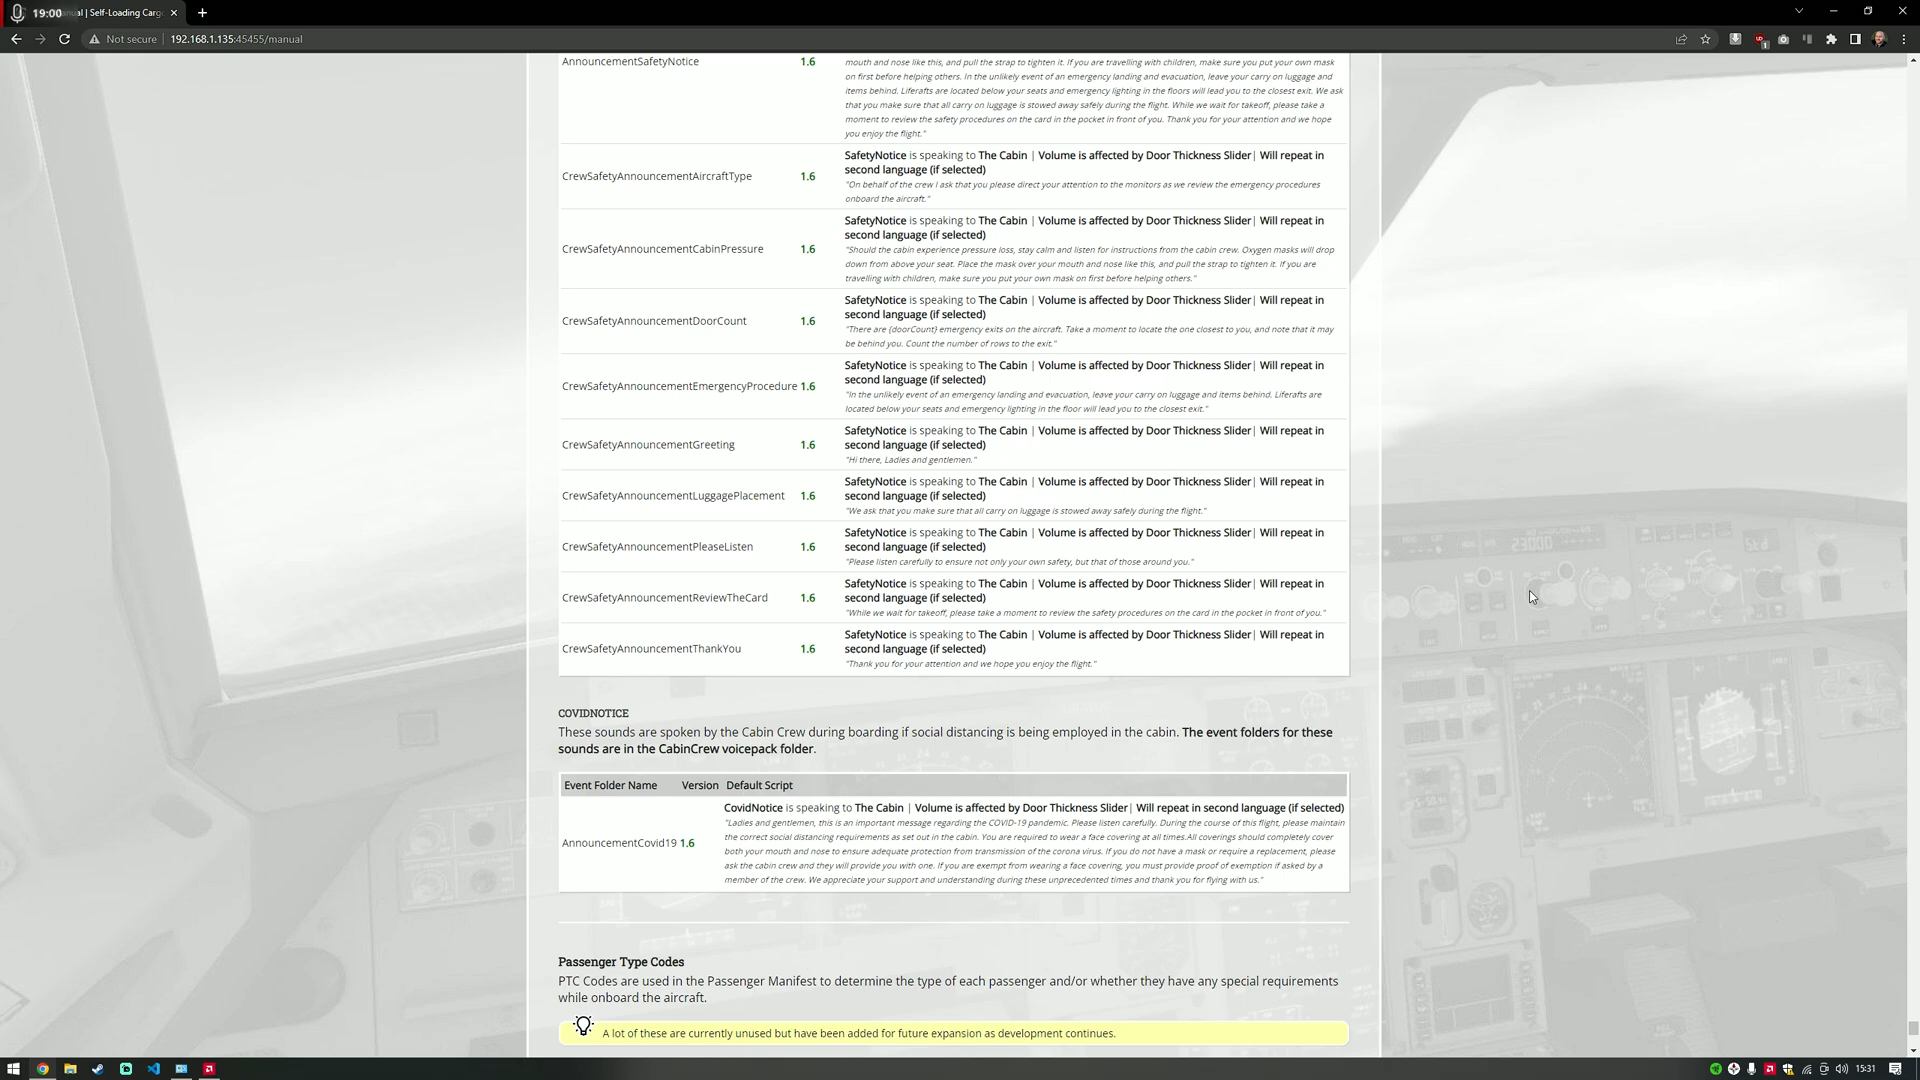 19:00 nual | Self-Loading Carg
Not secure 192.168.1.135:45455/manual
AnnouncementSafetyNotice 1.6
mouth and nose like this, and pull the strap to tighten it. If you are travelling with children, make sure you put your own mask
on first before helping others. In the unlikely event of an emergency landing and evacuation, leave your carry on luggage and
items behind. Liferafts are located below your seats and emergency lighting in the floors will lead you to the closest exit. We ask
that you make sure that all carry on luggage is stowed away safely during the flight. While we wait for takeoff, please take a
moment to review the safety procedures on the card in the pocket in front of you. Thank you for your attention and we hope
you enjoy the flight."
CrewSafetyAnnouncementAircraftType 1.6
SafetyNotice is speaking to The Cabin | Volume is affected by Door Thickness Slider| Will repeat in
second language (if selected)
"On behalf of the crew I ask that you please direct your attention to the monitors as we review the emergency procedures
onboard the aircraft."
CrewSafetyAnnouncementCabinPressure 1.6
SafetyNotice is speaking to The Cabin | Volume is affected by Door Thickness Slider| Will repeat in
second language (if selected)
"Should the cabin experience pressure loss, stay calm and listen for instructions from the cabin crew. Oxygen masks will drop
down from above your seat. Place the mask over your mouth and nose like this, and pull the strap to tighten it. If you are
travelling with children, make sure you put your own mask on first before helping others."
CrewSafetyAnnouncementDoorCount 1.6
SafetyNotice is speaking to The Cabin | Volume is affected by Door Thickness Slider| Will repeat in
second language (if selected)
"There are {doorCount} emergency exits on the aircraft. Take a moment to locate the one closest to you, and note that it may
be behind you. Count the number of rows to the exit."
CrewSafetyAnnouncementEmergencyProcedure 1.6
SafetyNotice is speaking to The Cabin | Volume is affected by Door Thickness Slider| Will repeat in
second language (if selected)
"In the unlikely event of an emergency landing and evacuation, leave your carry on luggage and items behind. Liferafts are
located below your seats and emergency lighting in the floor will lead you to the closest exit."
CrewSafetyAnnouncementGreeting 1.6
SafetyNotice is speaking to The Cabin | Volume is affected by Door Thickness Slider| Will repeat in
second language (if selected)
"Hi there, Ladies and gentlemen."
CrewSafetyAnnouncementLuggagePlacement 1.6
SafetyNotice is speaking to The Cabin | Volume is affected by Door Thickness Slider| Will repeat in
second language (if selected)
"We ask that you make sure that all carry on luggage is stowed away safely during the flight."
CrewSafetyAnnouncementPleaseListen 1.6
SafetyNotice is speaking to The Cabin | Volume is affected by Door Thickness Slider| Will repeat in
second language (if selected)
"Please listen carefully to ensure not only your own safety, but that of those around you."
CrewSafetyAnnouncementReviewTheCard 1.6
SafetyNotice is speaking to The Cabin | Volume is affected by Door Thickness Slider| Will repeat in
second language (if selected)
"While we wait for takeoff, please take a moment to review the safety procedures on the card in the pocket in front of you."
CrewSafetyAnnouncementThankYou 1.6
SafetyNotice is speaking to The Cabin | Volume is affected by Door Thickness Slider| Will repeat in
second language (if selected)
"Thank you for your attention and we hope you enjoy the flight."
COVIDNOTICE
These sounds are spoken by the Cabin Crew during boarding if social distancing is being employed in the cabin. The event folders for these
sounds are in the CabinCrew voicepack folder.
Event Folder Name Version Default Script
AnnouncementCovid19 1.6
CovidNotice is speaking to The Cabin | Volume is affected by Door Thickness Slider| Will repeat in second language (if selected)
"Ladies and gentlemen, this is an important message regarding the COVID-19 pandemic. Please listen carefully. During the course of this flight, please maintain
the correct social distancing requirements as set out in the cabin. You are required to wear a face covering at all times.All coverings should completely cover
both your mouth and nose to ensure adequate protection from transmission of the corona virus. If you do not have a mask or require a replacement, please
ask the cabin crew and they will provide you with one. If you are exempt from wearing a face covering, you must provide proof of exemption if asked by a
member of the crew. We appreciate your support and understanding during these unprecedented times and thank you for flying with us."
Passenger Type Codes
PTC Codes are used in the Passenger Manifest to determine the type of each passenger and/or whether they have any special requirements
while onboard the aircraft.
A lot of these are currently unused but have been added for future expansion as development continues.
15:31